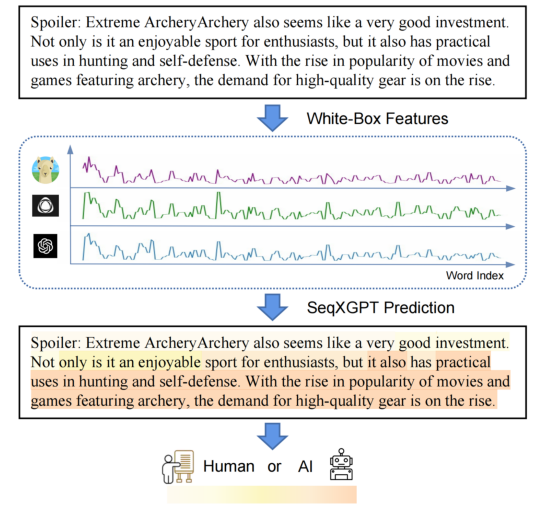 Spoiler: Extreme ArcheryArchery also seems like a very good investment.
Not only is it an enjoyable sport for enthusiasts, but it also has practical
uses in hunting and self-defense. With the rise in popularity of movies and
games featuring archery, the demand for high-quality gear is on the rise.
White-Box Features
Word Index
SeqXGPT Prediction
Spoiler: Extreme ArcheryArchery also seems like a very good investment.
Not only is it an enjoyable sport for enthusiasts, but it also has practical
uses in hunting and self-defense. With the rise in popularity of movies and
games featuring archery, the demand for high-quality gear is on the rise.
Human or AI